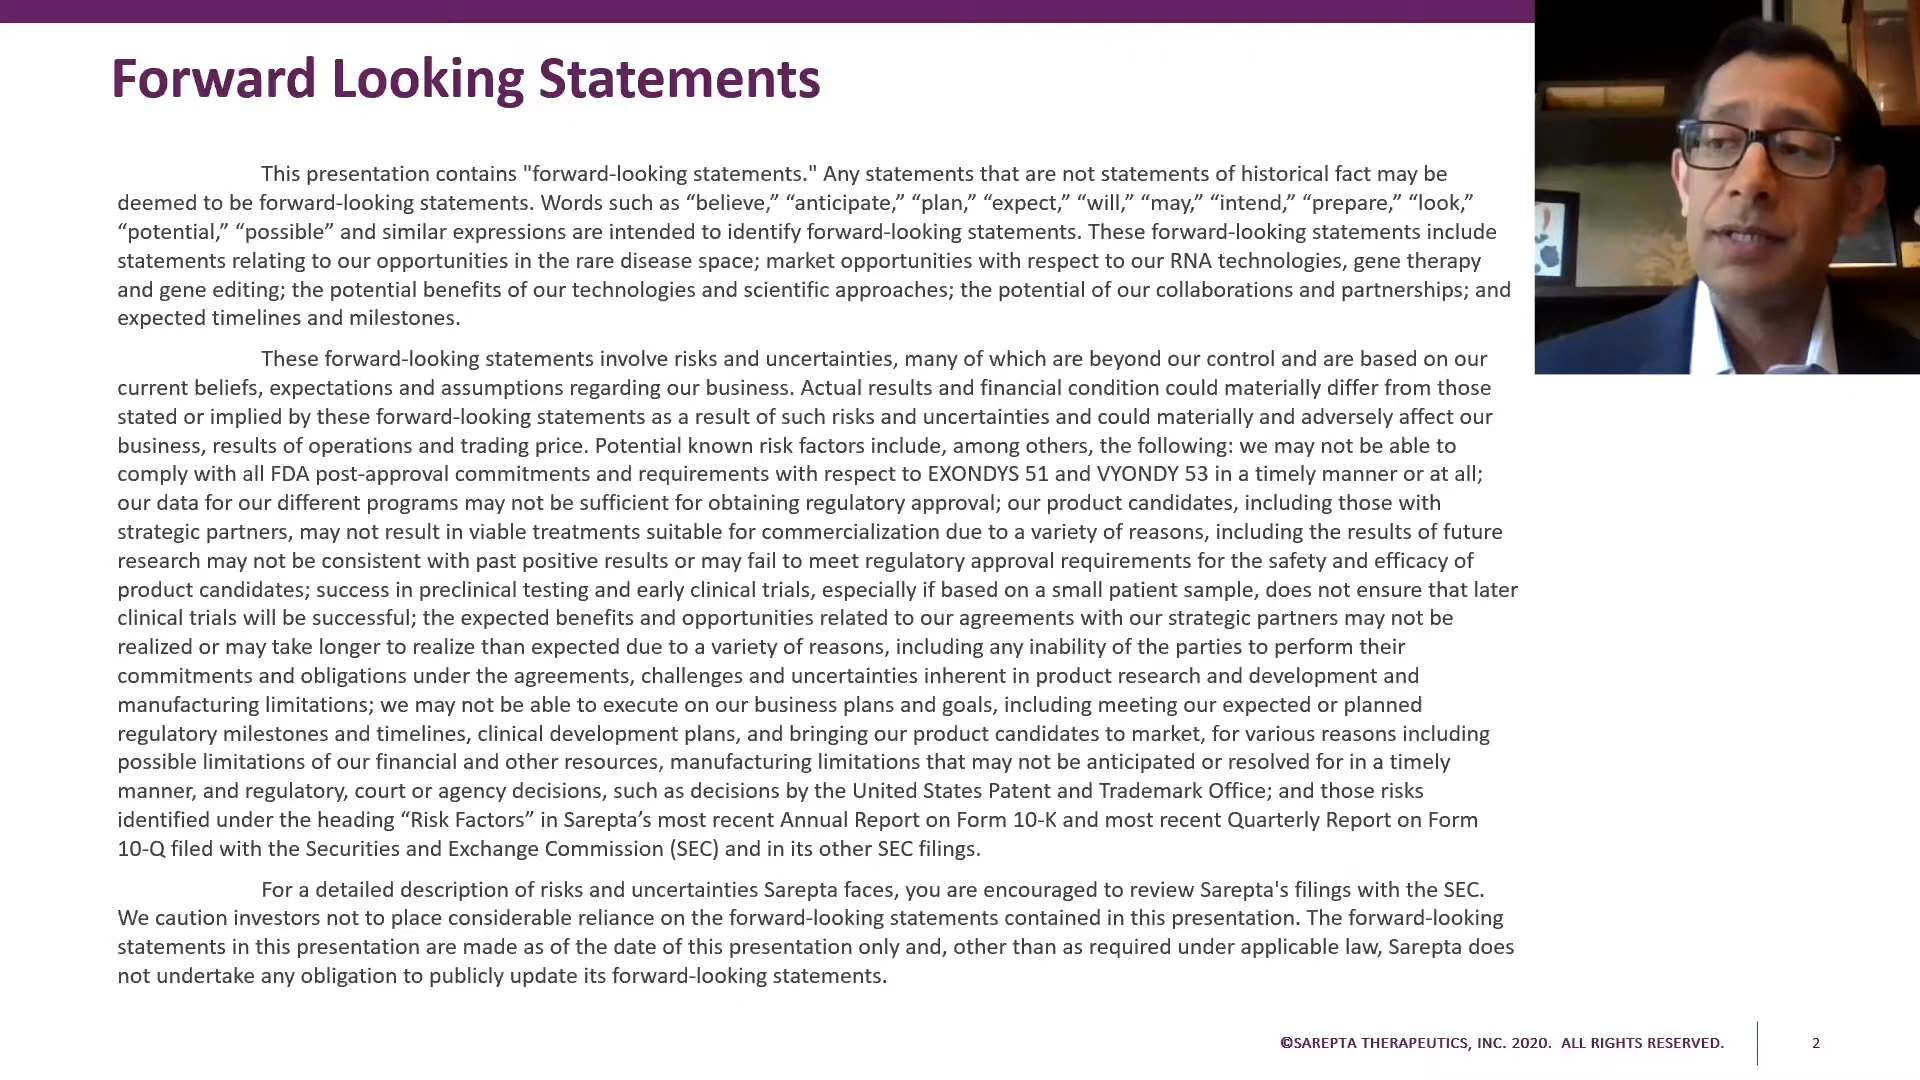 Forward Looking Statements
This presentation contains "forward-looking statements." Any statements that are not statements of historical fact may be
deemed to be forward-looking statements. Words such as “believe,” “anticipate,” “plan,” “expect,” “will,” “may,” “intend,” “prepare,” “look,”
“potential,” “possible” and similar expressions are intended to identify forward-looking statements. These forward-looking statements include
statements relating to our opportunities in the rare disease space; market opportunities with respect to our RNA technologies, gene therapy
and gene editing; the potential benefits of our technologies and scientific approaches; the potential of our collaborations and partnerships; and
expected timelines and milestones.
These forward-looking statements involve risks and uncertainties, many of which are beyond our control and are based on our
current beliefs, expectations and assumptions regarding our business. Actual results and financial condition could materially differ from those
stated or implied by these forward-looking statements as a result of such risks and uncertainties and could materially and adversely affect our
business, results of operations and trading price. Potential known risk factors include, among others, the following: we may not be able to
comply with all FDA post-approval commitments and requirements with respect to EXONDYS 51 and VYONDY 53 in a timely manner or at all;
our data for our different programs may not be sufficient for obtaining regulatory approval; our product candidates, including those with
strategic partners, may not result in viable treatments suitable for commercialization due to a variety of reasons, including the results of future
research may not be consistent with past positive results or may fail to meet regulatory approval requirements for the safety and efficacy of
product candidates; success in preclinical testing and early clinical trials, especially if based on a small patient sample, does not ensure that later
clinical trials will be successful; the expected benefits and opportunities related to our agreements with our strategic partners may not be
realized or may take longer to realize than expected due to a variety of reasons, including any inability of the parties to perform their
commitments and obligations under the agreements, challenges and uncertainties inherent in product research and development and
manufacturing limitations; we may not be able to execute on our business plans and goals, including meeting our expected or planned
regulatory milestones and timelines, clinical development plans, and bringing our product candidates to market, for various reasons including
possible limitations of our financial and other resources, manufacturing limitations that may not be anticipated or resolved for in a timely
manner, and regulatory, court or agency decisions, such as decisions by the United States Patent and Trademark Office; and those risks
identified under the heading “Risk Factors” in Sarepta’s most recent Annual Report on Form 10-K and most recent Quarterly Report on Form
10-Q filed with the Securities and Exchange Commission (SEC) and in its other SEC filings.
For a detailed description of risks and uncertainties Sarepta faces, you are encouraged to review Sarepta's filings with the SEC.
We caution investors not to place considerable reliance on the forward-looking statements contained in this presentation. The forward-looking
statements in this presentation are made as of the date of this presentation only and, other than as required under applicable law, Sarepta does
not undertake any obligation to publicly update its forward-looking statements.
©SAREPTA THERAPEUTICS, INC. 2020. ALL RIGHTS RESERVED.
2